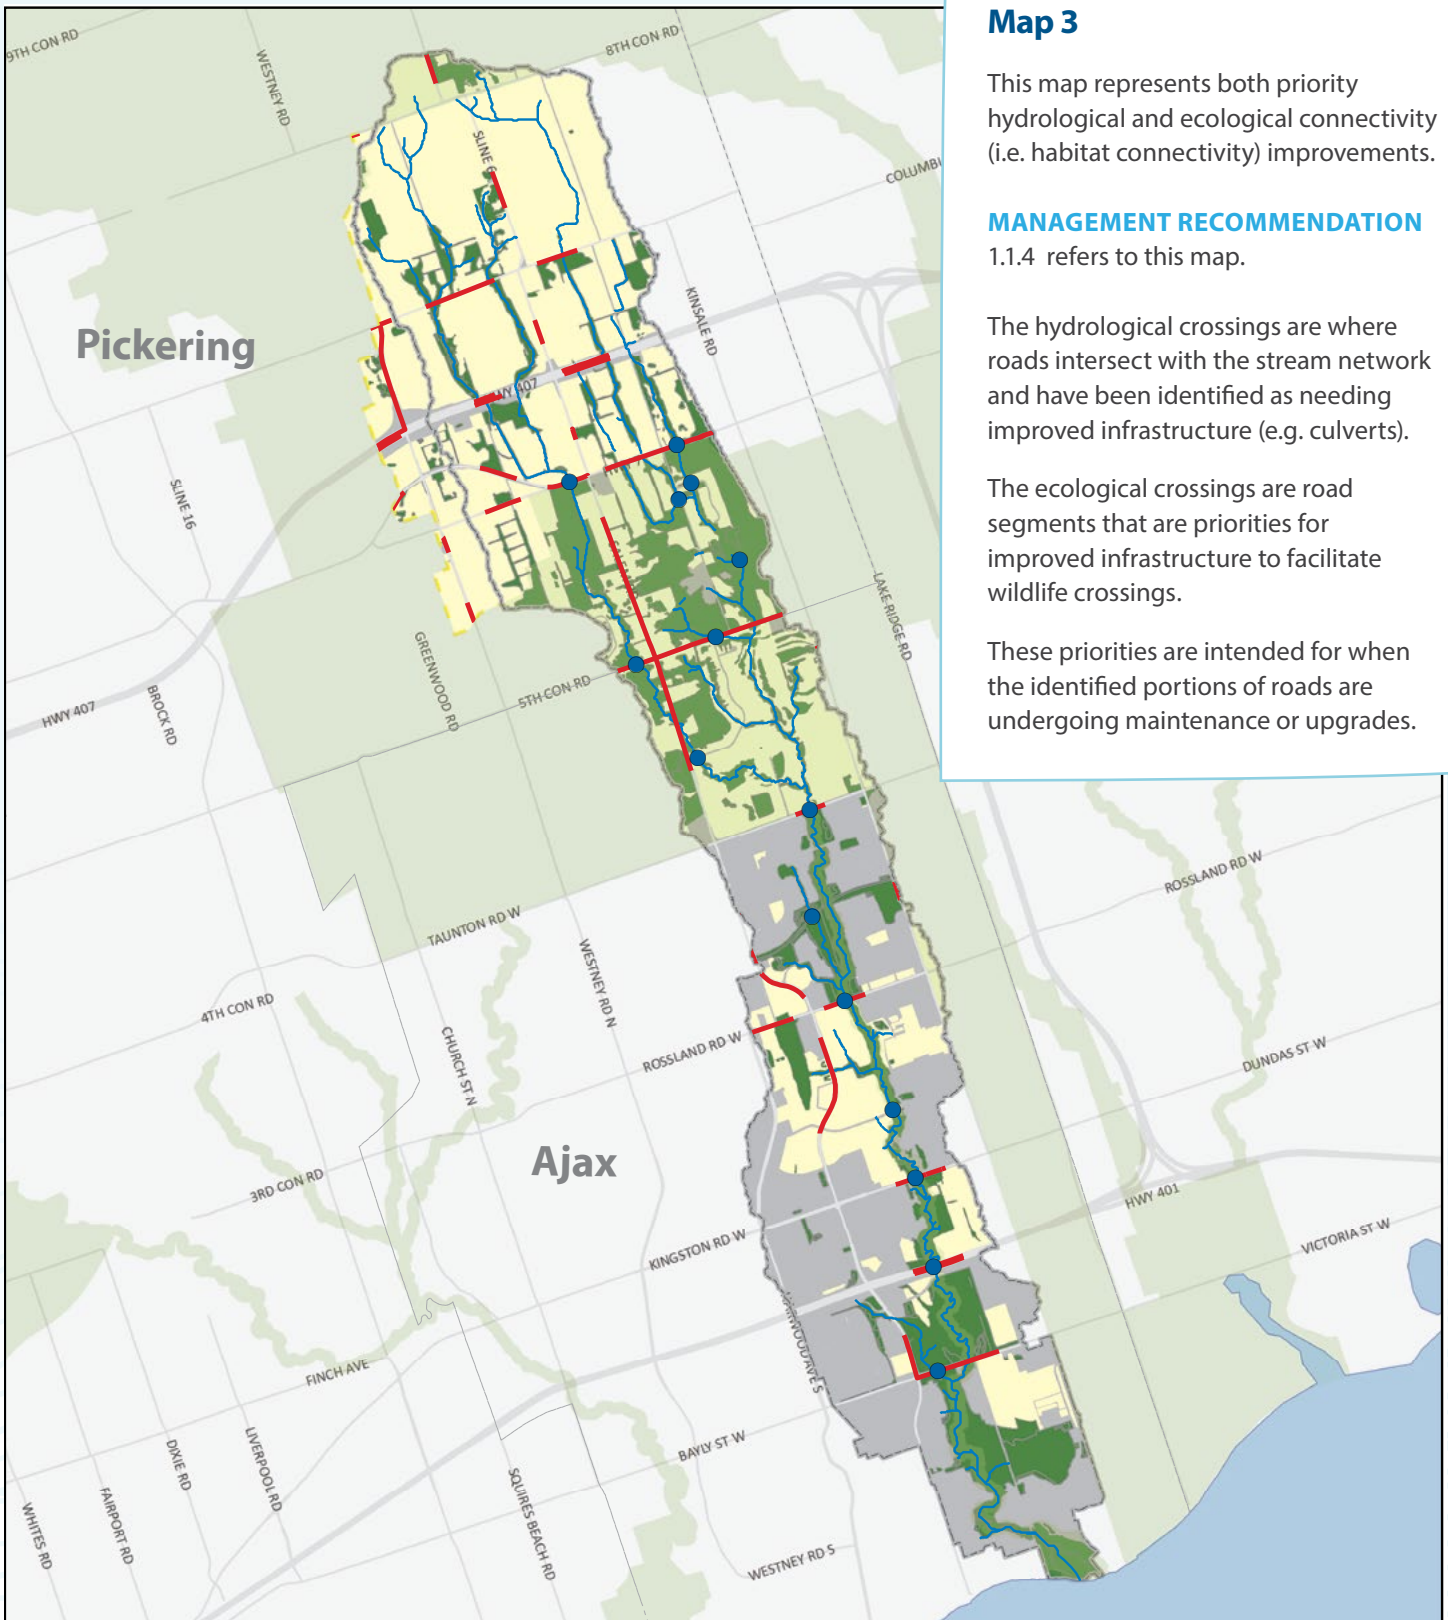 Map 3
This map represents both priority
hydrological and ecological connectivity
(i.e. habitat connectivity) improvements.
MANAGEMENT RECOMMENDATION
1.1.4 refers to this map.
The hydrological crossings are where
roads intersect with the stream network
and have been identified as needing
improved infrastructure (e.g. culverts).
The ecological crossings are road
segments that are priorities for
improved infrastructure to facilitate
wildlife crossings.
These priorities are intended for when
the identified portions of roads are
undergoing maintenance or upgrades.
9TH CON RD
WESTNEY RD
8TH CON RD
SLINE 6
COLUMBI
KINSALE RD
Pickering
WY 407
SLINE 16
LAKE RIDGE RD
GREENWOOD RD
5TH CON RD
BROCK RD
HWY 407
ROSSLAND RD W
TAUNTON RD W
WESTNEY RD N
4TH CON RD
CHURCH ST N
ROSSLAND RD W
DUNDAS ST W
Ajax
3RD CON RD
HWY 401
VICTORIA ST W
KINGSTON RD W
HARWOOD AVE S
FINCH AVE
BAYLY ST W
LIVERPOOL RD
DIXIE RD
SQUIRES BEACH RD
FAIRPORT RD
WHITES RD
WESTNEY RD S